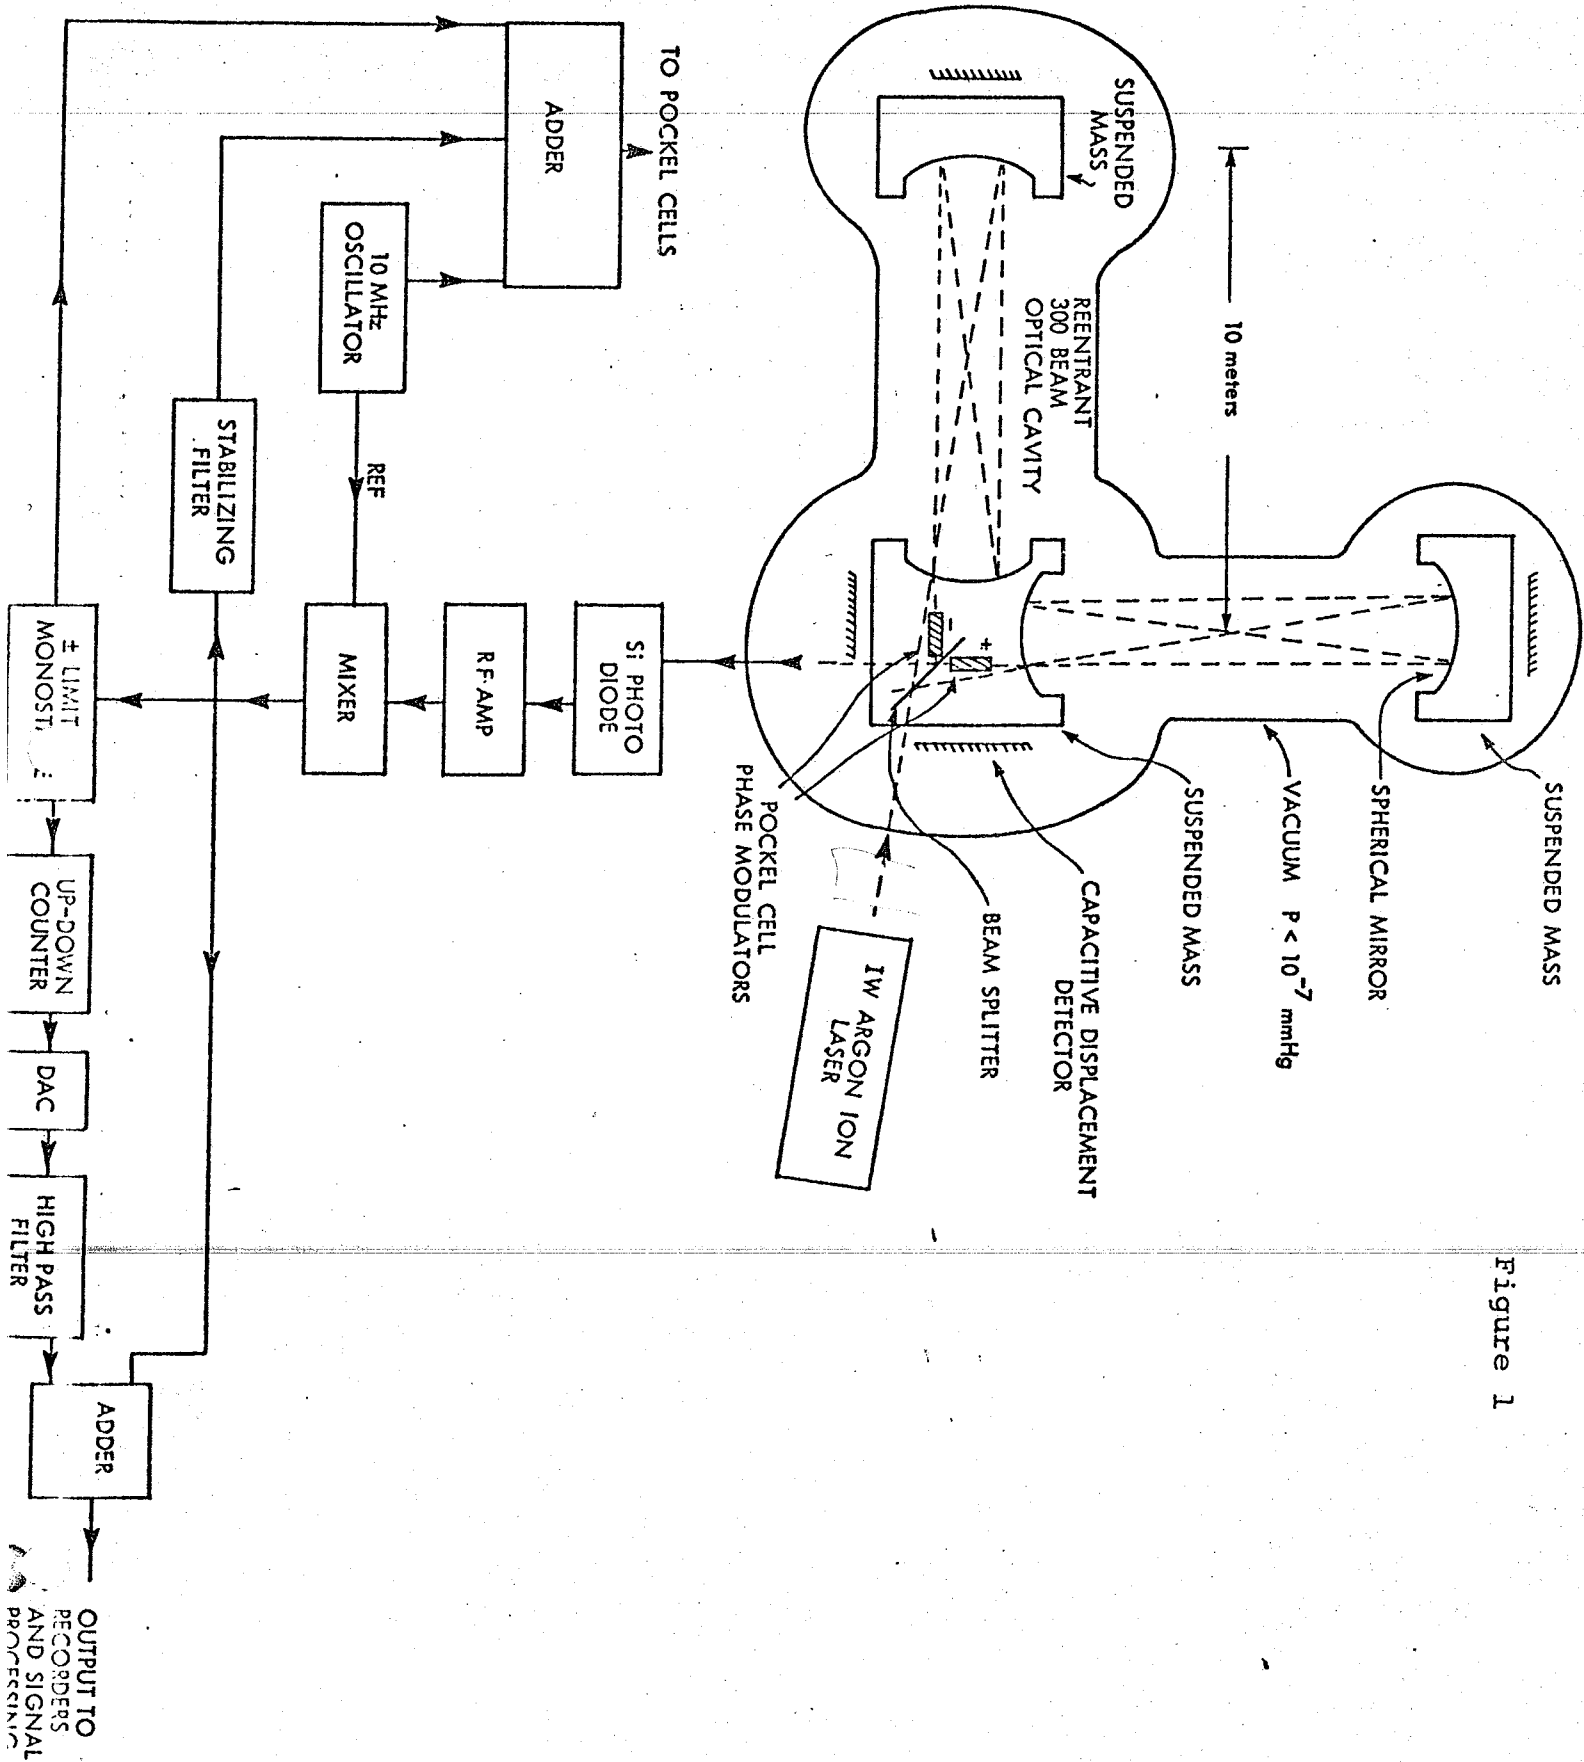 Figure 1
SUSPENDED MASS
SPHERICAL MIRROR
VACUUM P < 10⁻⁷ mmHg
SUSPENDED MASS
10 meters
SUSPENDED
MASS
REENTRANT
300 BEAM
OPTICAL CAVITY
+
-
CAPACITIVE DISPLACEMENT
DETECTOR
BEAM SPLITTER
1W ARGON ION
LASER
POCKEL CELL
PHASE MODULATORS
TO POCKEL CELLS
ADDER
10 MHz
OSCILLATOR
REF
Si PHOTO
DIODE
RF AMP
MIXER
STABILIZING
FILTER
± LIMIT
UP-DOWN
COUNTER
DAC
HIGH PASS
FILTER
ADDER
OUTPUT TO
RECORDERS
AND SIGNAL
PROCESSING